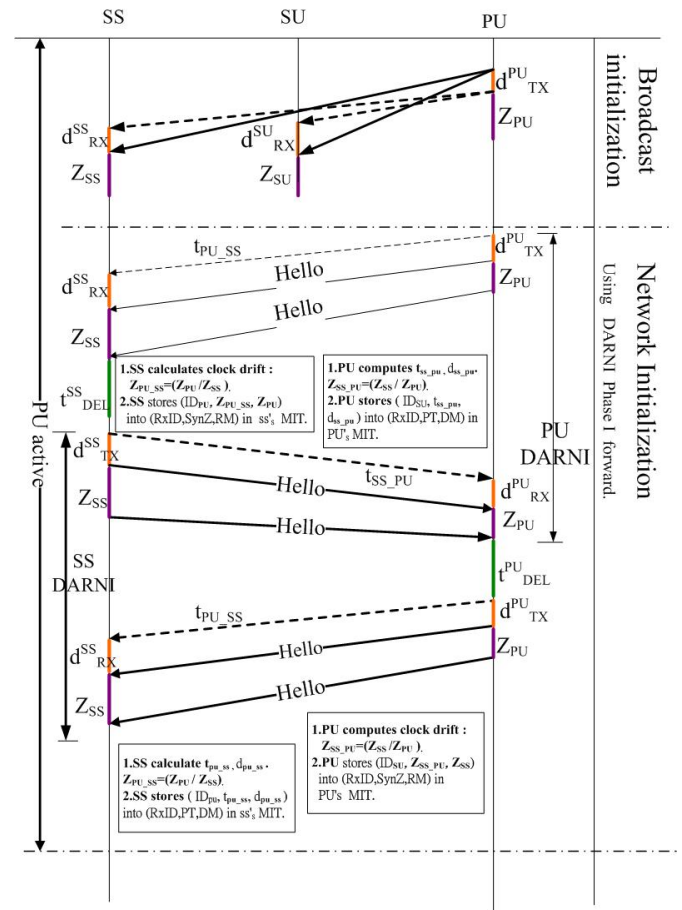 SS
SU
PU
d^PU_TX
Z_PU
d^SS_RX
Z_SS
d^SU_RX
Z_SU
Broadcast
initialization
t_PU_SS
d^PU_TX
Hello
Z_PU
d^SS_RX
Hello
Z_SS
t^SS_DEL
1.SS calculates clock drift :
Z_PU_SS=(Z_PU /Z_SS ).
2.SS stores (ID_PU, Z_PU_SS, Z_PU)
into (RxID,SynZ,RM) in ss's MIT.
1.PU computes t_ss_pu , d_ss_pu.
Z_SS_PU=(Z_SS / Z_PU).
2.PU stores ( ID_SU, t_ss_pu,
d_ss_pu ) into (RxID,PT,DM) in
PU's MIT.
Network Initialization
Using DARNI Phase I forward.
PU active
PU
DARNI
d^SS_TX
t_SS_PU
Hello
d^PU_RX
Z_SS
Z_PU
Hello
SS
DARNI
t^PU_DEL
t_PU_SS
d^PU_TX
d^SS_RX
Hello
Z_PU
Hello
Z_SS
1.SS calculate t_pu_ss , d_pu_ss .
Z_PU_SS=(Z_PU / Z_SS).
2.SS stores ( ID_pu, t_pu_ss, d_pu_ss )
into (RxID,PT,DM) in ss's MIT.
1.PU computes clock drift :
Z_SS_PU=(Z_SS /Z_PU ).
2.PU stores (ID_SU, Z_SS_PU, Z_SS)
into (RxID,SynZ,RM) in
PU's MIT.